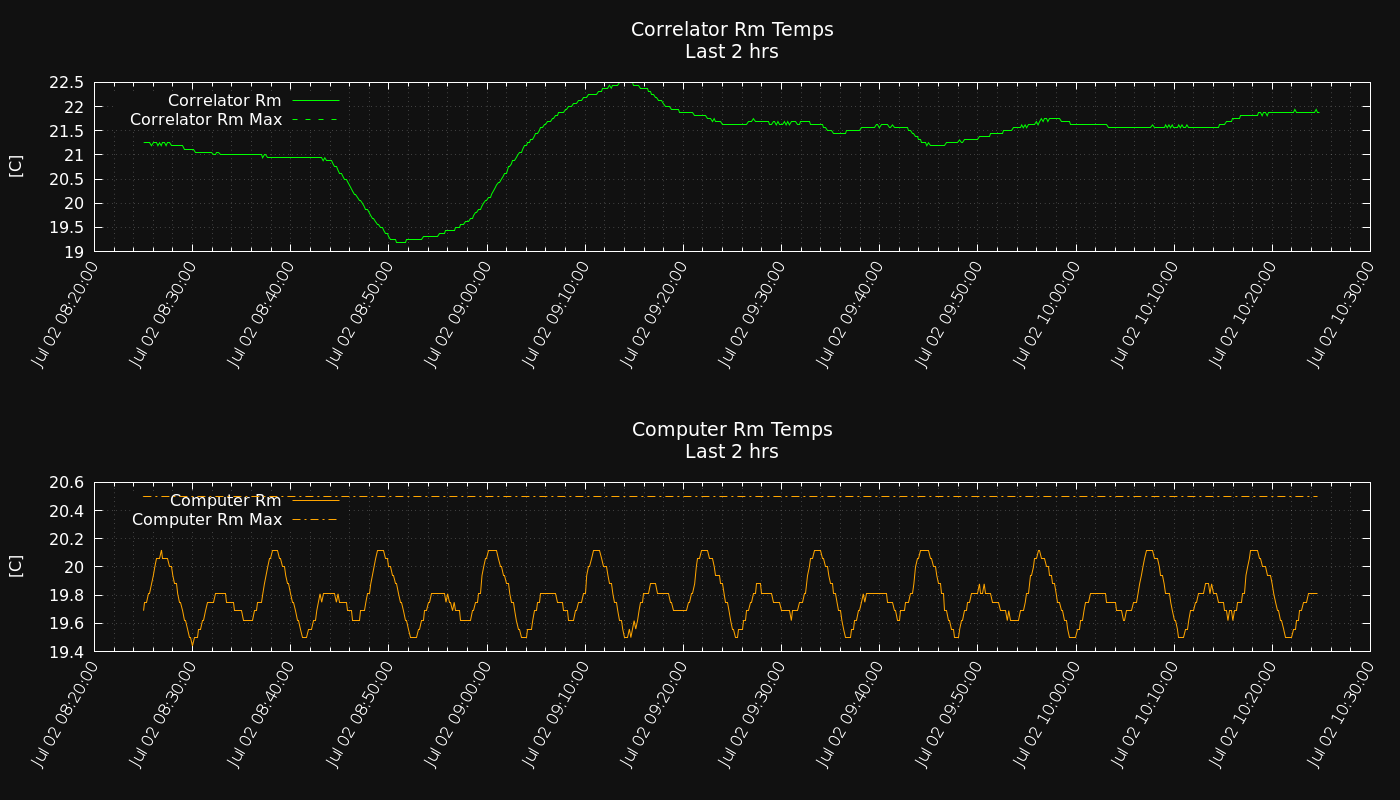 Correlator Rm Temps
Last 2 hrs
22.5
22
21.5
21
20.5
20
19.5
19
[C]
Correlator Rm
Correlator Rm Max
Jul 02 08:20:00
Jul 02 08:30:00
Jul 02 08:40:00
Jul 02 08:50:00
Jul 02 09:00:00
Jul 02 09:10:00
Jul 02 09:20:00
Jul 02 09:30:00
Jul 02 09:40:00
Jul 02 09:50:00
Jul 02 10:00:00
Jul 02 10:10:00
Jul 02 10:20:00
Jul 02 10:30:00
Computer Rm Temps
Last 2 hrs
20.6
20.4
20.2
20
19.8
19.6
19.4
[C]
Computer Rm
Computer Rm Max
Jul 02 08:20:00
Jul 02 08:30:00
Jul 02 08:40:00
Jul 02 08:50:00
Jul 02 09:00:00
Jul 02 09:10:00
Jul 02 09:20:00
Jul 02 09:30:00
Jul 02 09:40:00
Jul 02 09:50:00
Jul 02 10:00:00
Jul 02 10:10:00
Jul 02 10:20:00
Jul 02 10:30:00